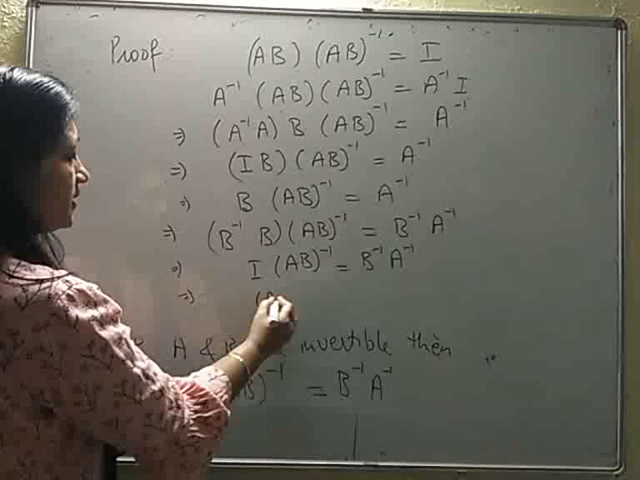 Proof: (AB) (AB)⁻¹ = I
A⁻¹ (AB) (AB)⁻¹ = A⁻¹ I
⇒ (A⁻¹A) B (AB)⁻¹ = A⁻¹
⇒ (I B) (AB)⁻¹ = A⁻¹
⇒ B (AB)⁻¹ = A⁻¹
⇒ (B⁻¹ B) (AB)⁻¹ = B⁻¹ A⁻¹
⇒ I (AB)⁻¹ = B⁻¹ A⁻¹
⇒ (
A & invertible then
B)⁻¹ = B⁻¹ A⁻¹